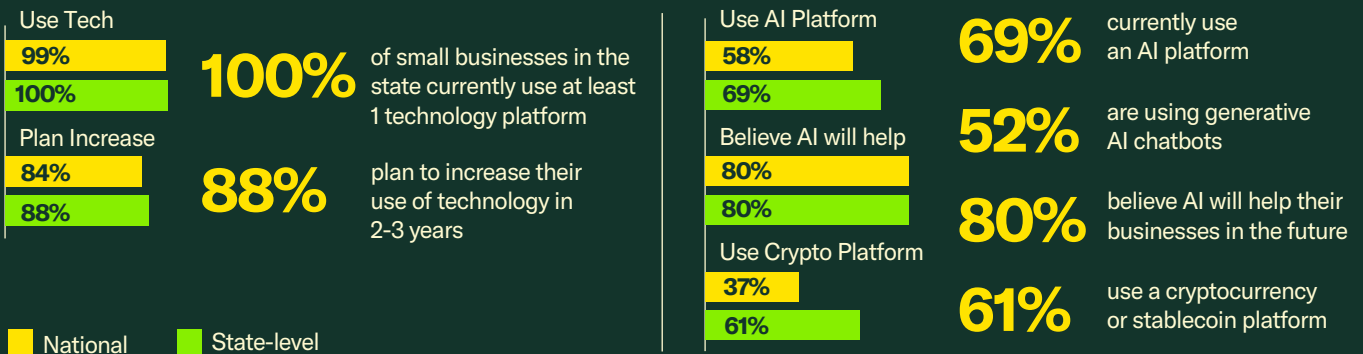 Use Tech
99%
100%
Plan Increase
84%
88%
100%
of small businesses in the
state currently use at least
1 technology platform
88%
plan to increase their
use of technology in
2-3 years
National
State-level
Use AI Platform
58%
69%
Believe AI will help
80%
80%
Use Crypto Platform
37%
61%
69%
currently use
an AI platform
52%
are using generative
AI chatbots
80%
believe AI will help their
businesses in the future
61%
use a cryptocurrency
or stablecoin platform